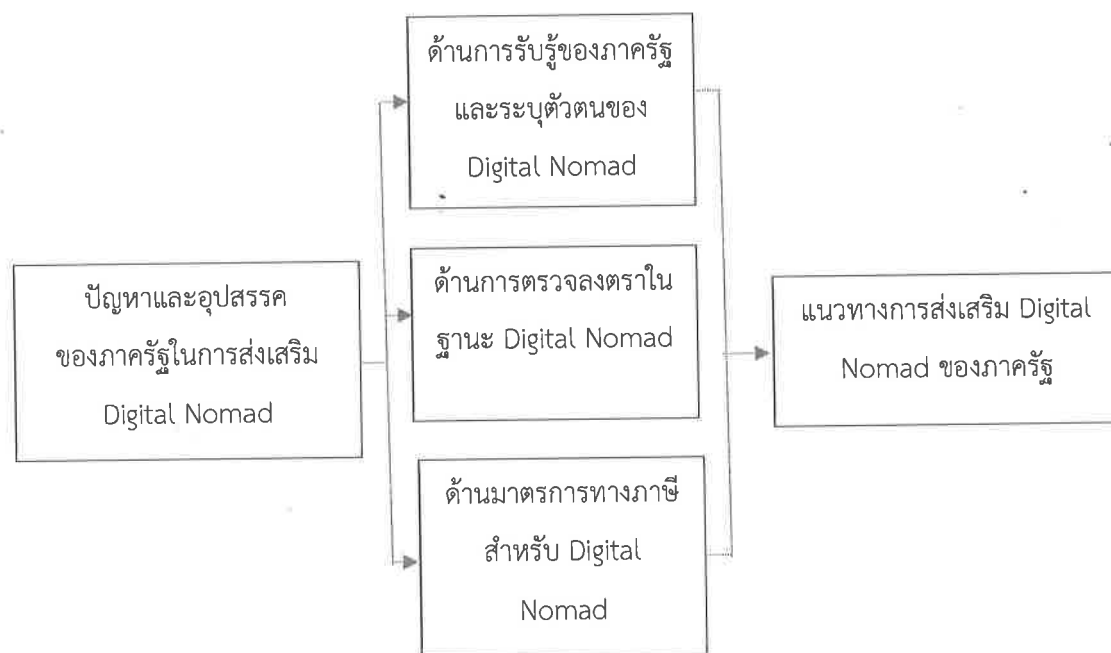 ปัญหาและอุปสรรค
ของภาครัฐในการส่งเสริม
Digital Nomad
ด้านการรับรู้ของภาครัฐ
และระบุตัวตนของ
Digital Nomad
ด้านการตรวจลงตราใน
ฐานะ Digital Nomad
ด้านมาตรการทางภาษี
สำหรับ Digital
Nomad
แนวทางการส่งเสริม Digital
Nomad ของภาครัฐ